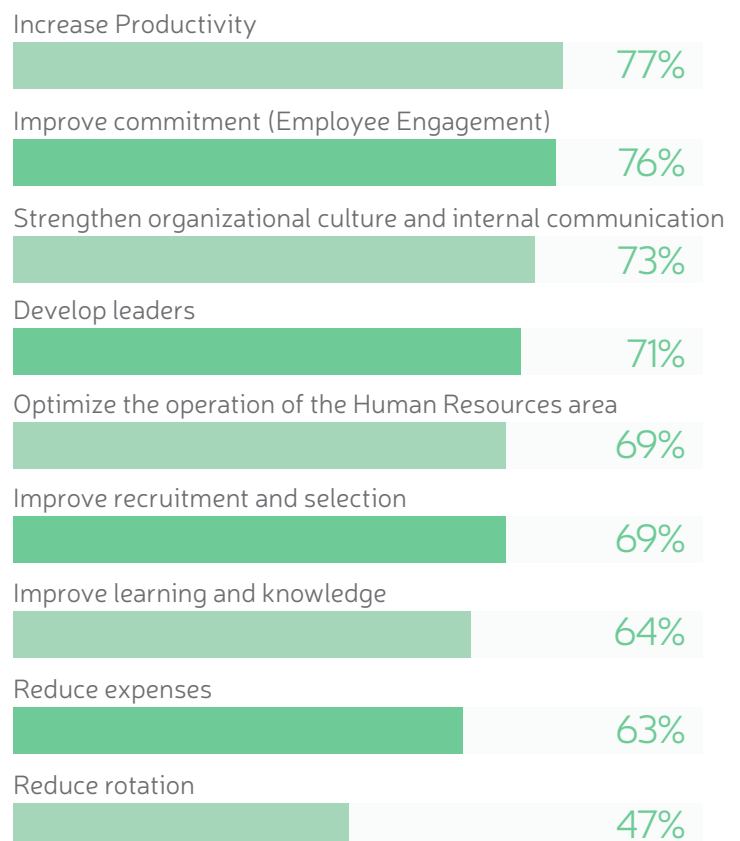 Increase Productivity
77%
Improve commitment (Employee Engagement)
76%
Strengthen organizational culture and internal communication
73%
Develop leaders
71%
Optimize the operation of the Human Resources area
69%
Improve recruitment and selection
69%
Improve learning and knowledge
64%
Reduce expenses
63%
Reduce rotation
47%